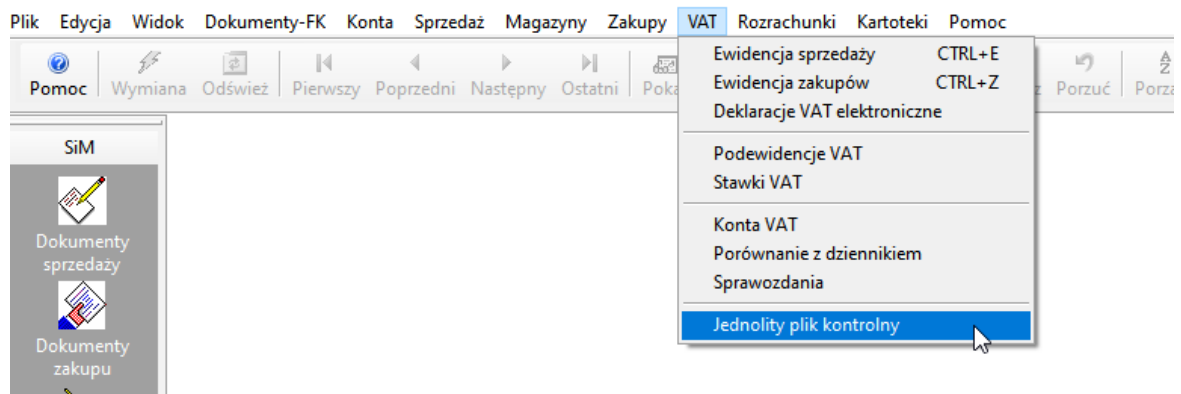 Plik Edycja Widok Dokumenty-FK Konta Sprzedaż Magazyny Zakupy VAT Rozrachunki Kartoteki Pomoc
Pomoc Wymiana Odśwież Pierwszy Poprzedni Następny Ostatni Porzuć
Ewidencja sprzedaży CTRL+E
Ewidencja zakupów CTRL+Z
Deklaracje VAT elektroniczne
Podewidencje VAT
Stawki VAT
Konta VAT
Porównanie z dziennikiem
Sprawozdania
Jednolity plik kontrolny
SiM
Dokumenty
sprzedaży
Dokumenty
zakupu